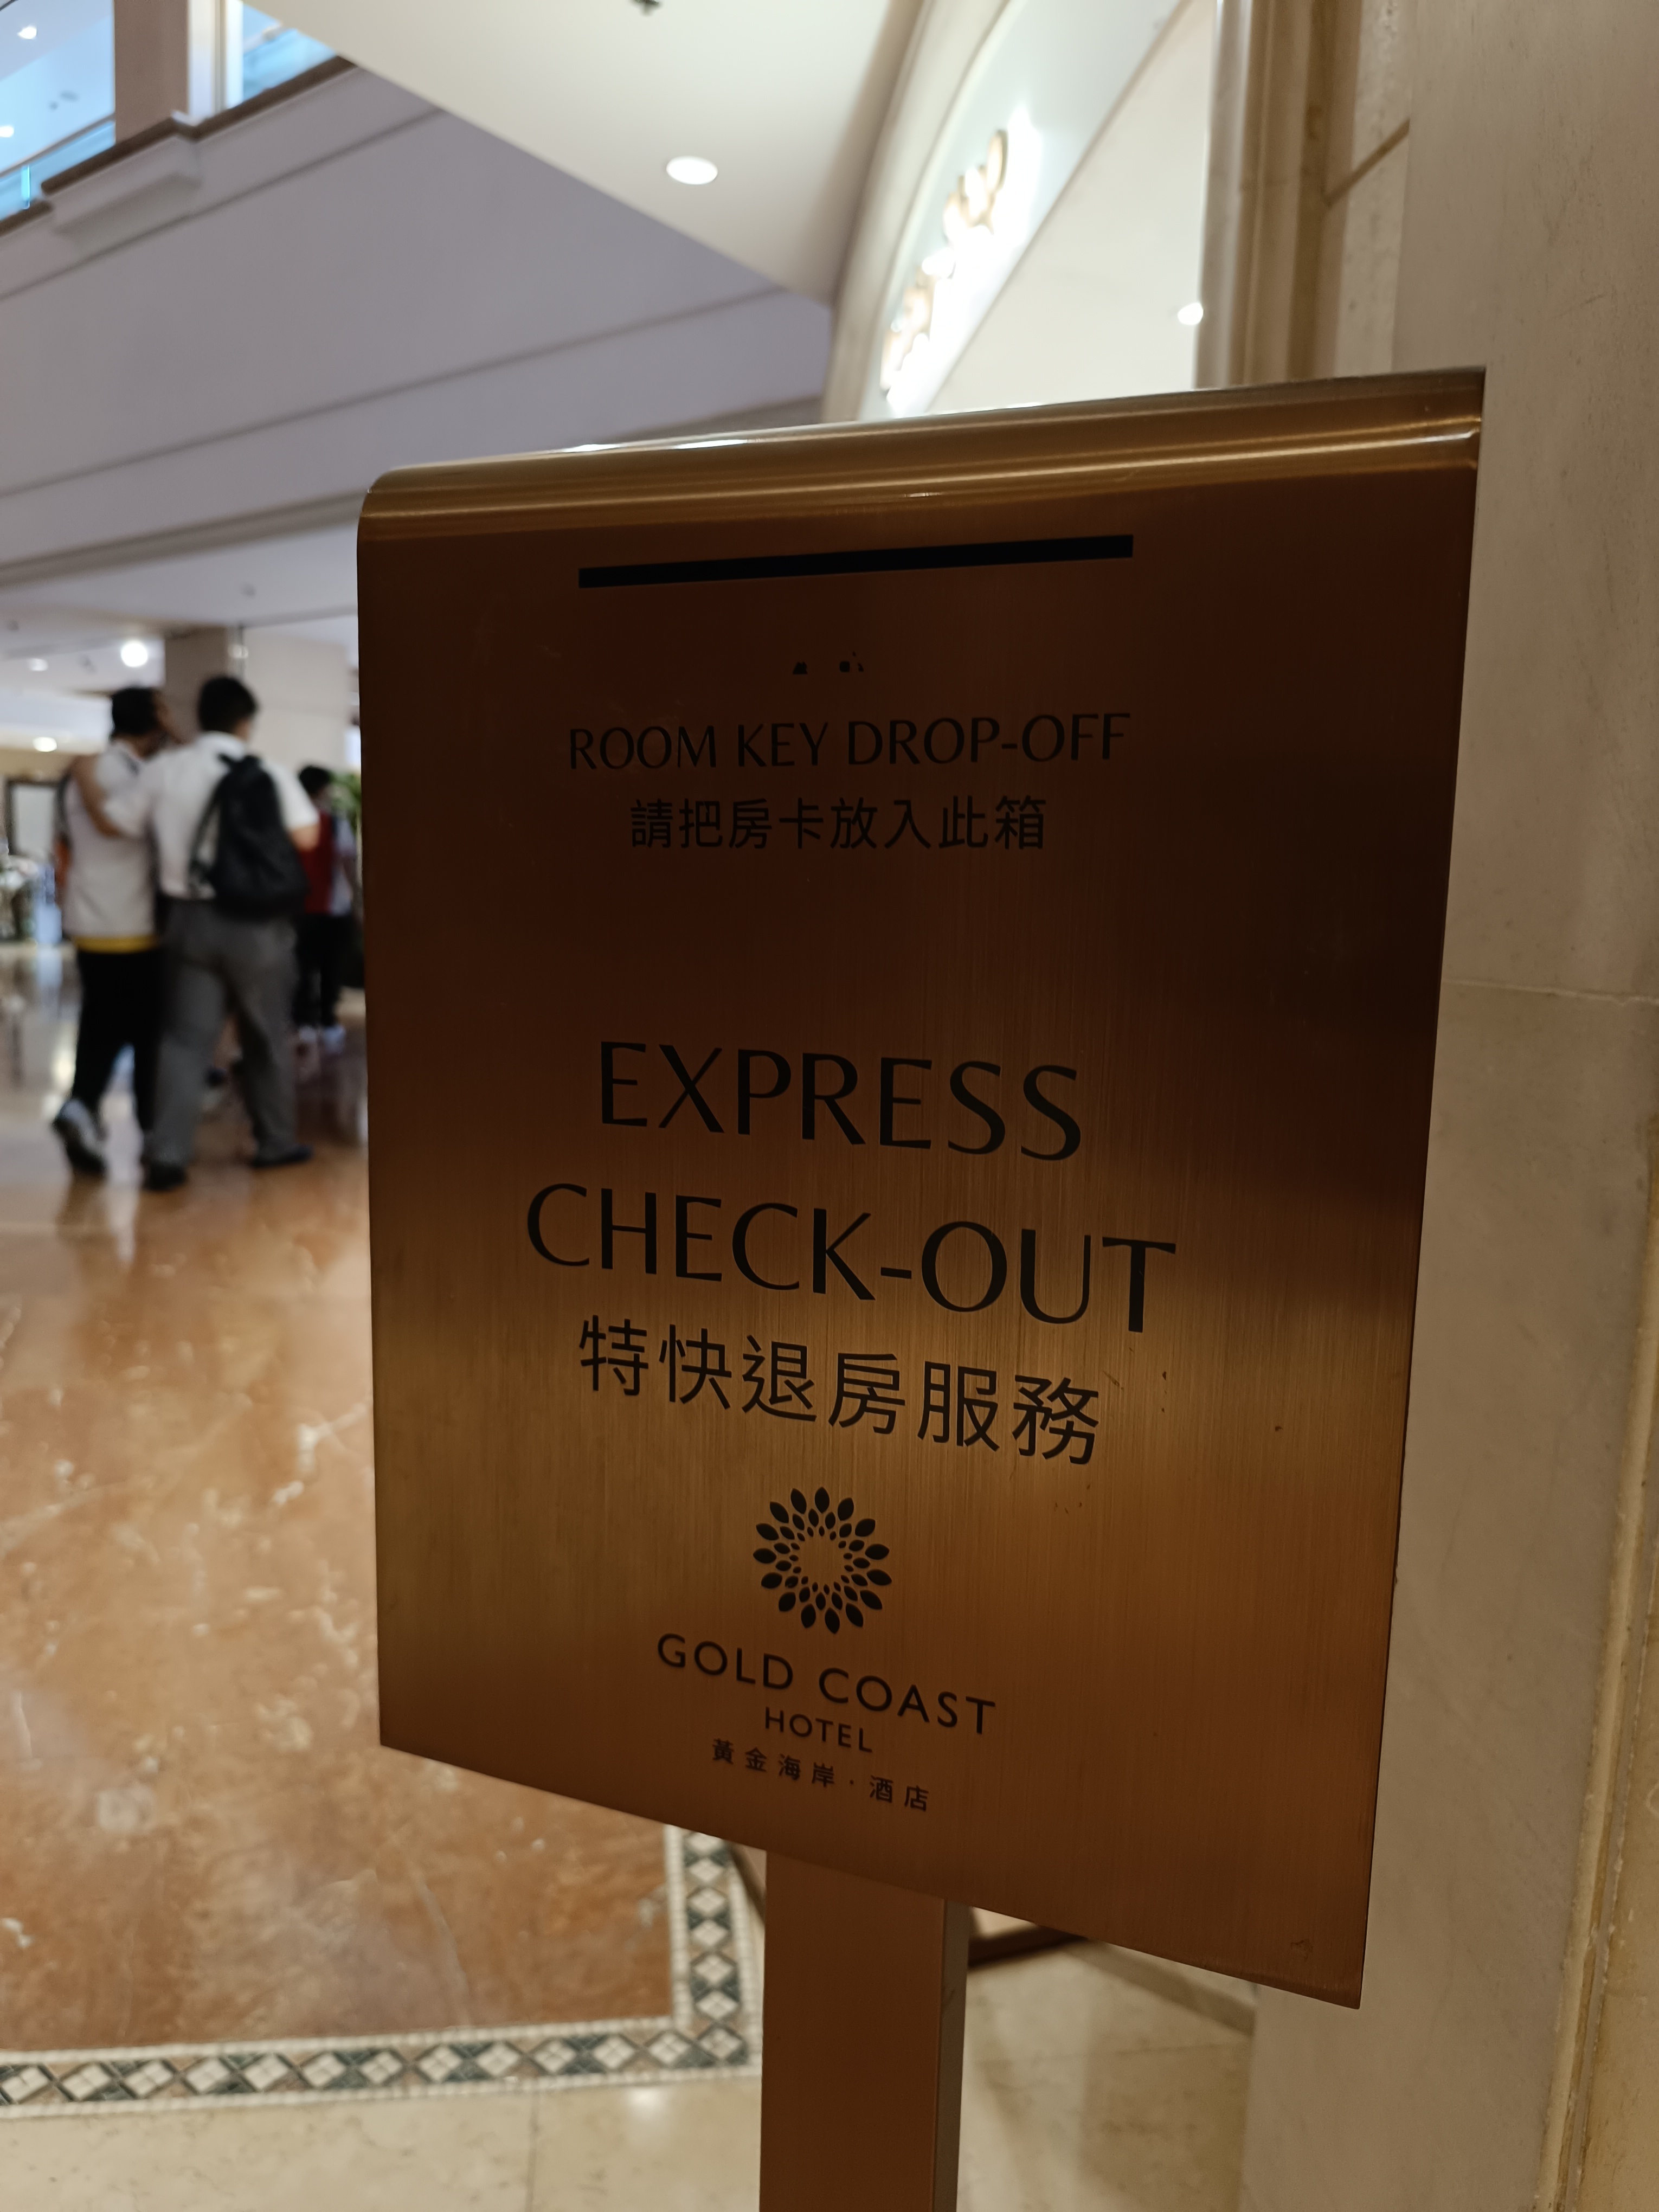 ROOM KEY DROP-OFF
請把房卡放入此箱
EXPRESS
CHECK-OUT
特快退房服務
GOLD COAST
HOTEL
黃金海岸·酒店